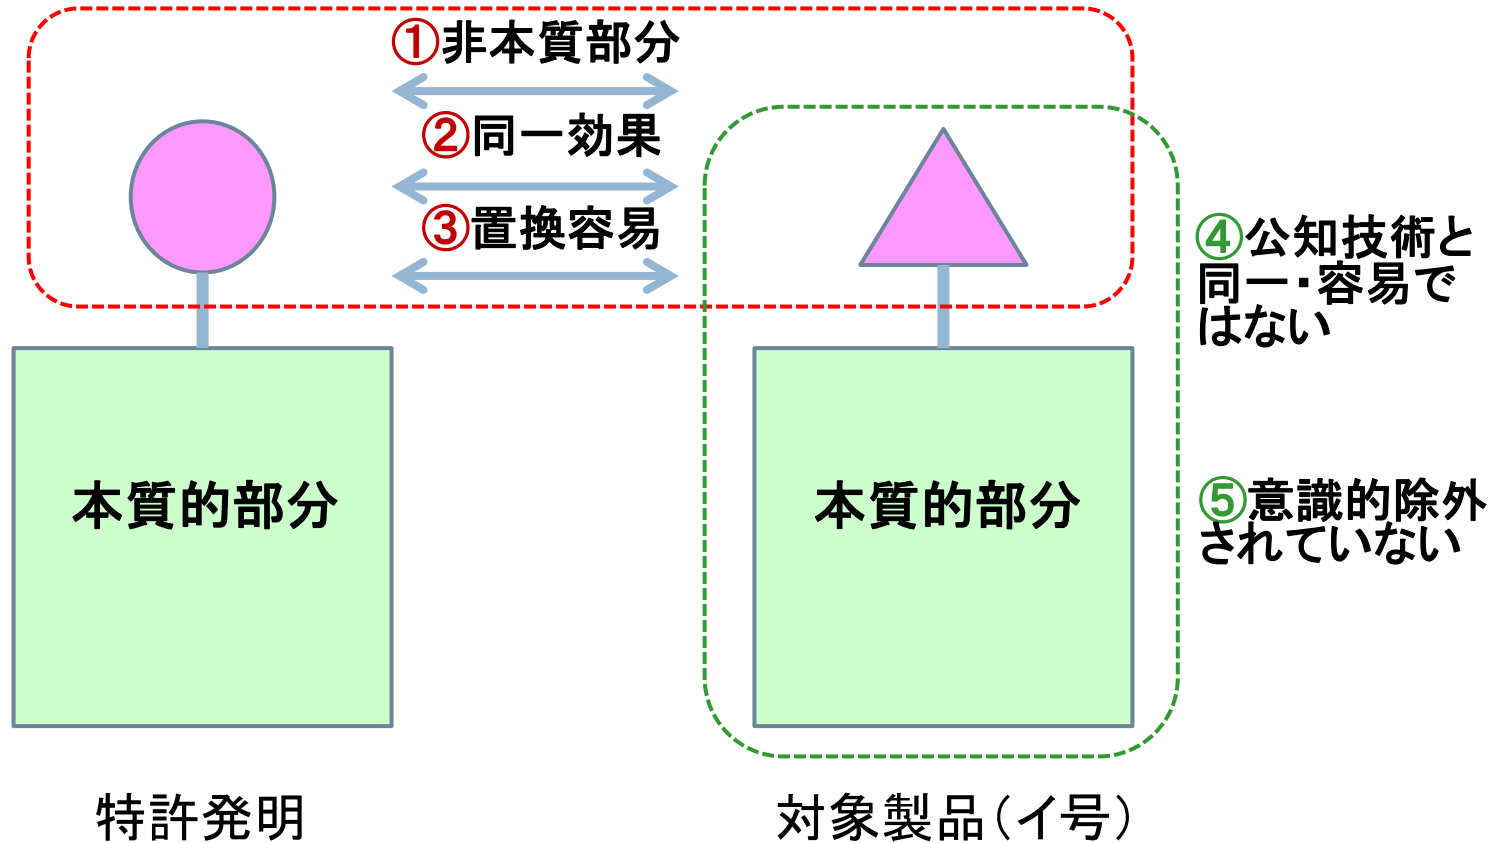 ①非本質部分
②同一効果
③置換容易
④公知技術と
同一・容易で
はない
本質的部分
本質的部分
⑤意識的除外
されていない
特許発明
対象製品（イ号）